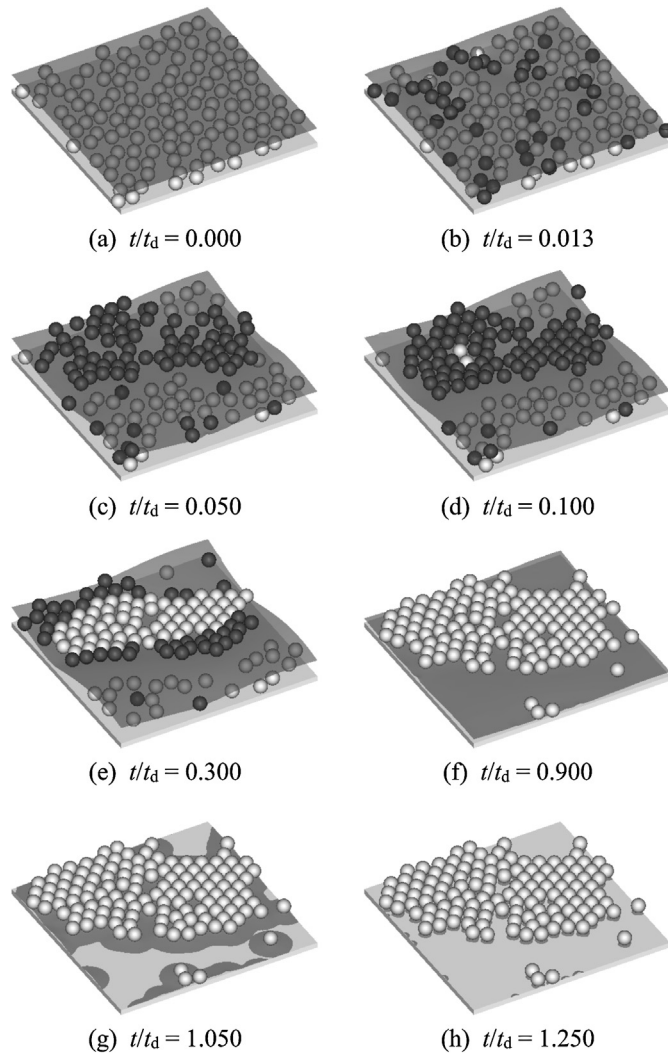 (a) t/td = 0.000
(b) t/td = 0.013
(c) t/td = 0.050
(d) t/td = 0.100
(e) t/td = 0.300
(f) t/td = 0.900
(g) t/td = 1.050
(h) t/td = 1.250